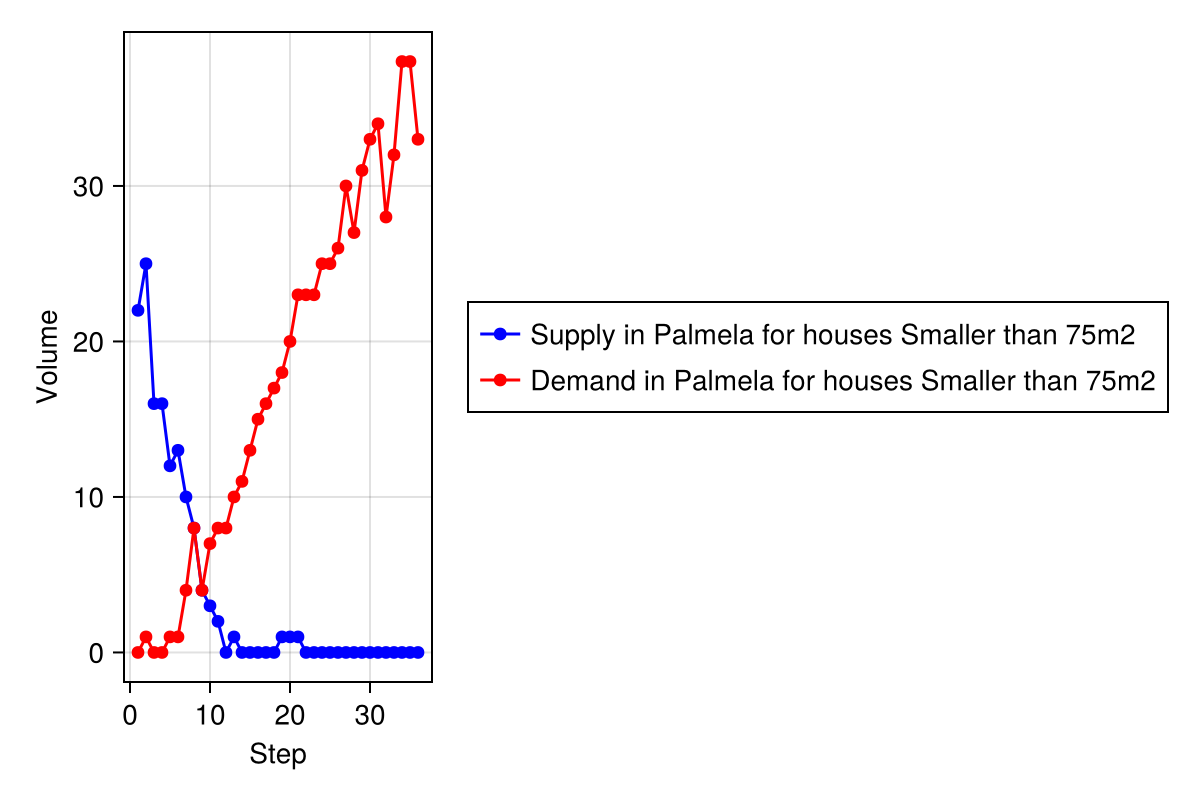 Volume
30
20
10
0
0 10 20 30
Step
Supply in Palmela for houses Smaller than 75m2
Demand in Palmela for houses Smaller than 75m2